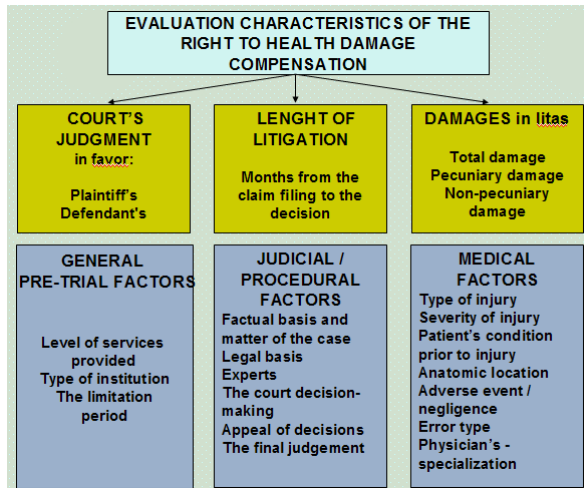 EVALUATION CHARACTERISTICS OF THE
RIGHT TO HEALTH DAMAGE
COMPENSATION
COURT'S
JUDGMENT
in favor:
Plaintiff's
Defendant's
LENGHT OF
LITIGATION
Months from the
claim filing to the
decision
DAMAGES in litas
Total damage
Pecuniary damage
Non-pecuniary
damage
GENERAL
PRE-TRIAL FACTORS
Level of services
provided
Type of institution
The limitation
period
JUDICIAL /
PROCEDURAL
FACTORS
Factual basis and
matter of the case
Legal basis
Experts
The court decision-
making
Appeal of decisions
The final judgement
MEDICAL
FACTORS
Type of injury
Severity of injury
Patient's condition
prior to injury
Anatomic location
Adverse event /
negligence
Error type
Physician's -
specialization